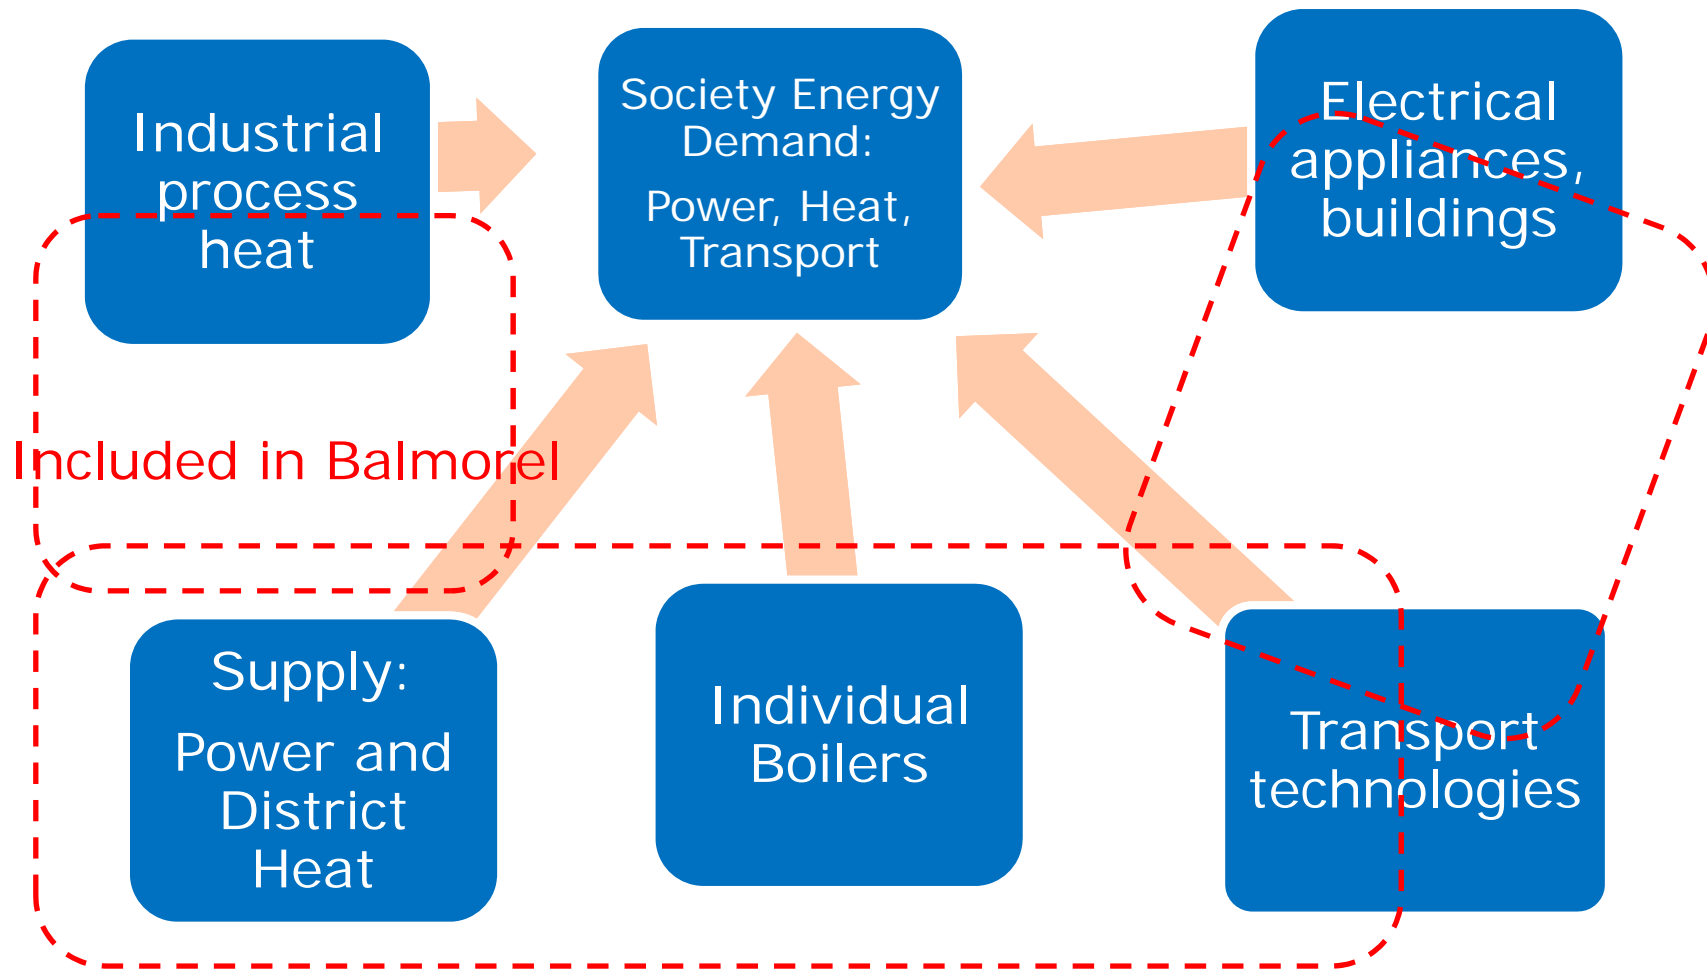 Industrial
process
heat
Society Energy
Demand:
Power, Heat,
Transport
Electrical
appliances,
buildings
Included in Balmorel
Supply:
Power and
District
Heat
Individual
Boilers
Transport
technologies